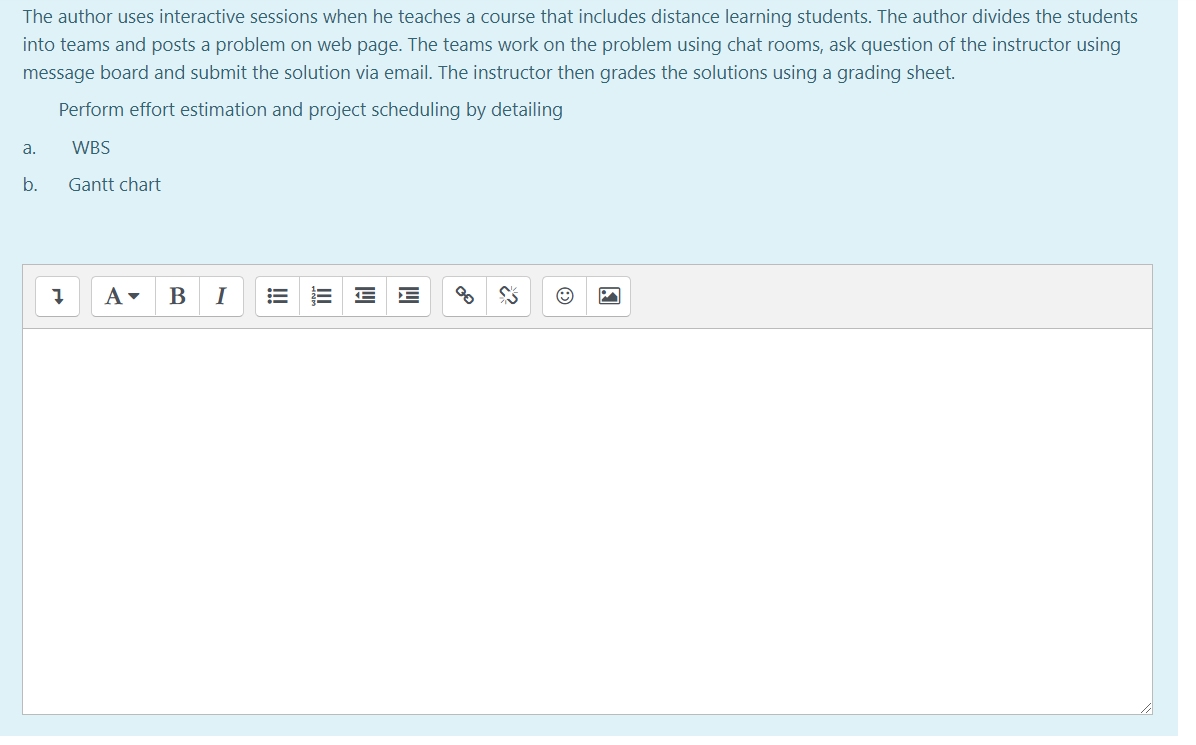 The author uses interactive sessions when he teaches a course that includes distance learning students. The author divides the students
into teams and posts a problem on web page. The teams work on the problem using chat rooms, ask question of the instructor using
message board and submit the solution via email. The instructor then grades the solutions using a grading sheet.
Perform effort estimation and project scheduling by detailing
a. WBS
b. Gantt chart
A B I